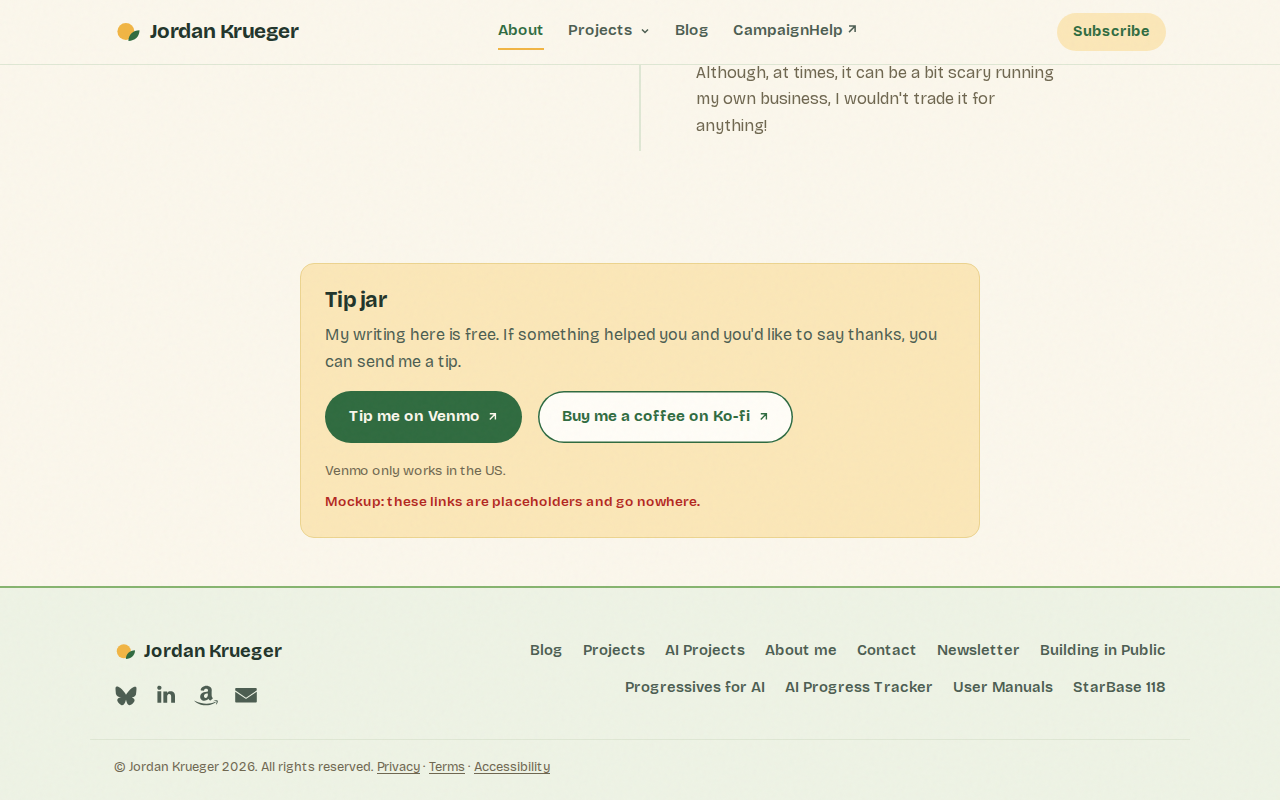 Jordan Krueger
About
Projects
Blog
CampaignHelp
Subscribe
Although, at times, it can be a bit scary running
my own business, I wouldn't trade it for
anything!
Tip jar
My writing here is free. If something helped you and you'd like to say thanks, you
can send me a tip.
Tip me on Venmo
Buy me a coffee on Ko-fi
Venmo only works in the US.
Mockup: these links are placeholders and go nowhere.
Jordan Krueger
Blog Projects AI Projects About me Contact Newsletter Building in Public
Progressives for AI AI Progress Tracker User Manuals StarBase 118
© Jordan Krueger 2026. All rights reserved. Privacy · Terms · Accessibility